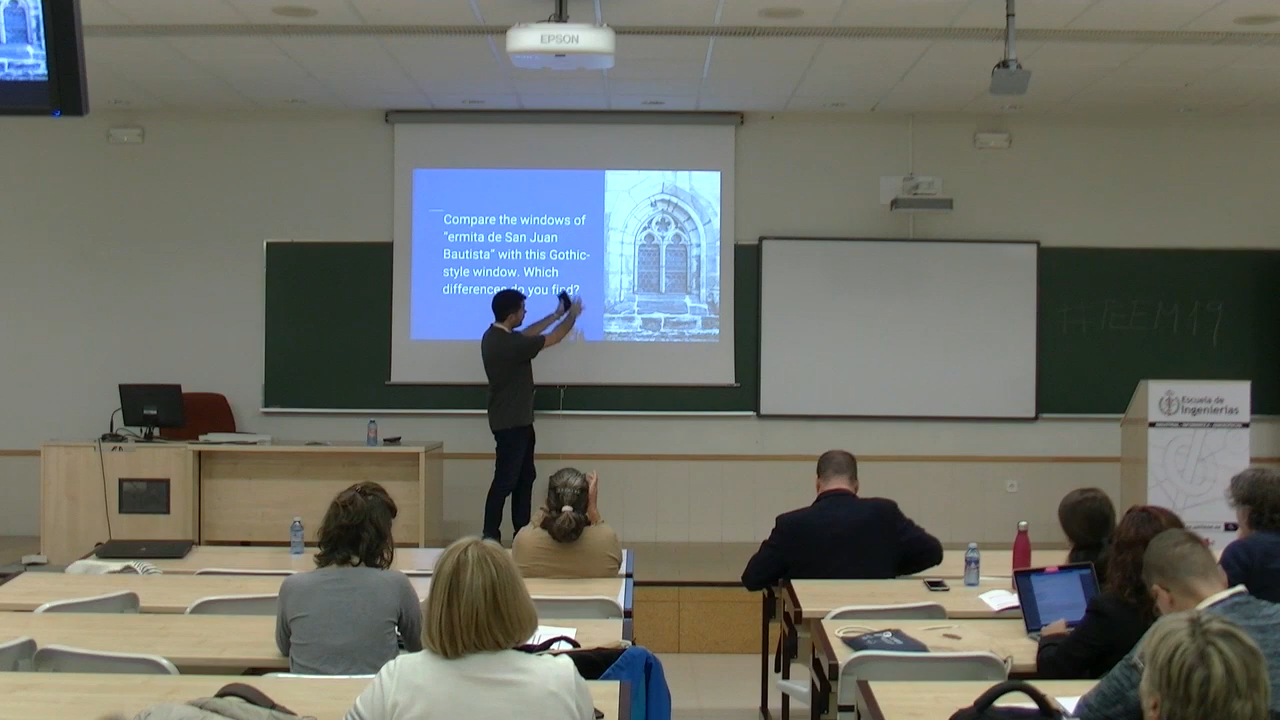 EPSON
Compare the windows of
"ermita de San Juan
Bautista" with this Gothic-
style window. Which
differences do you find?
TEEM19
Escuela de
Ingenierías